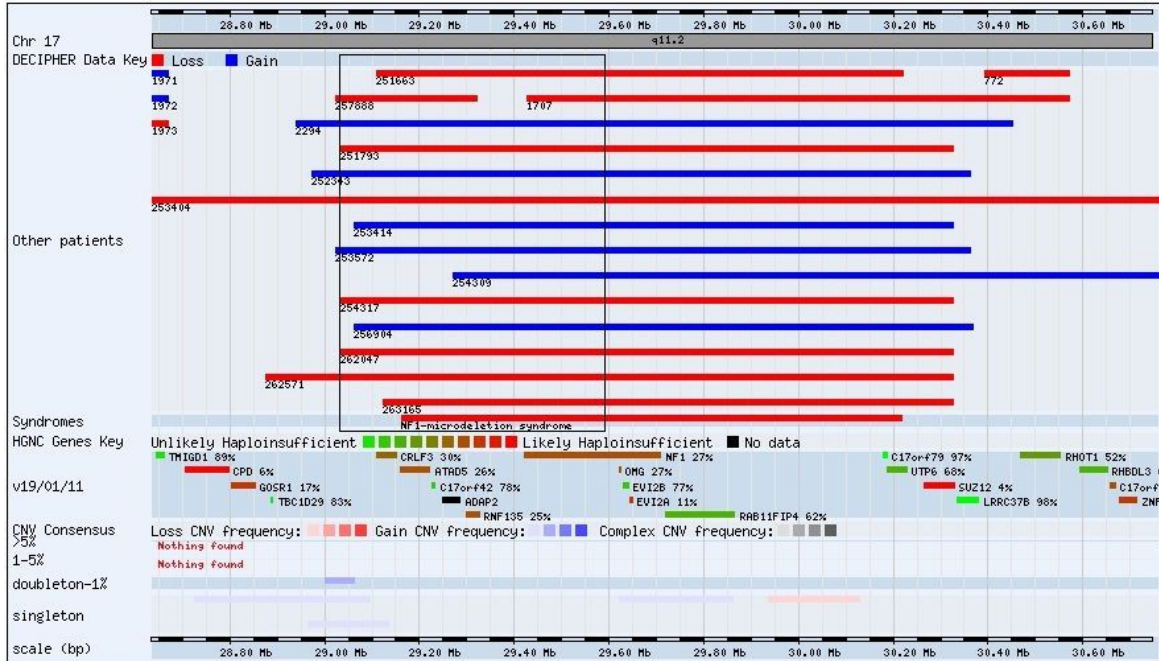 28.80 Mb 29.00 Mb 29.20 Mb 29.40 Mb 29.60 Mb 29.80 Mb 30.00 Mb 30.20 Mb 30.40 Mb 30.60 Mb
Chr 17 q11.2
DECIPHER Data Key Loss Gain
1971 251663 772
1972 257888 1707
1973 2294
251793
252343
253404
253414
Other patients
253572
254309
254317
256904
262047
262571
263165
Syndromes NF1-microdeletion syndrome
HGNC Genes Key Unlikely Haploinsufficient Likely Haploinsufficient No data
TMIGD1 89% CRLF3 30% NF1 27% C17orf79 97% RHOT1 52%
CPD 6% ATAD5 26% OMG 27% UTP6 68% RHBDL3
v19/01/11 GOSR1 51% C17orf42 78% EVI2B 77% SUZ12 4% C17or
TBC1D29 83% ADAP2 EVI2A 11% LRRC37B 98% ZNF
RNF135 25% RAB11FIP4 62%
CNV Consensus Loss CNV frequency: Gain CNV frequency: Complex CNV frequency:
>5% Nothing found
1-5% Nothing found
doubleton-1%
singleton
scale (bp) 28.80 Mb 29.00 Mb 29.20 Mb 29.40 Mb 29.60 Mb 29.80 Mb 30.00 Mb 30.20 Mb 30.40 Mb 30.60 Mb